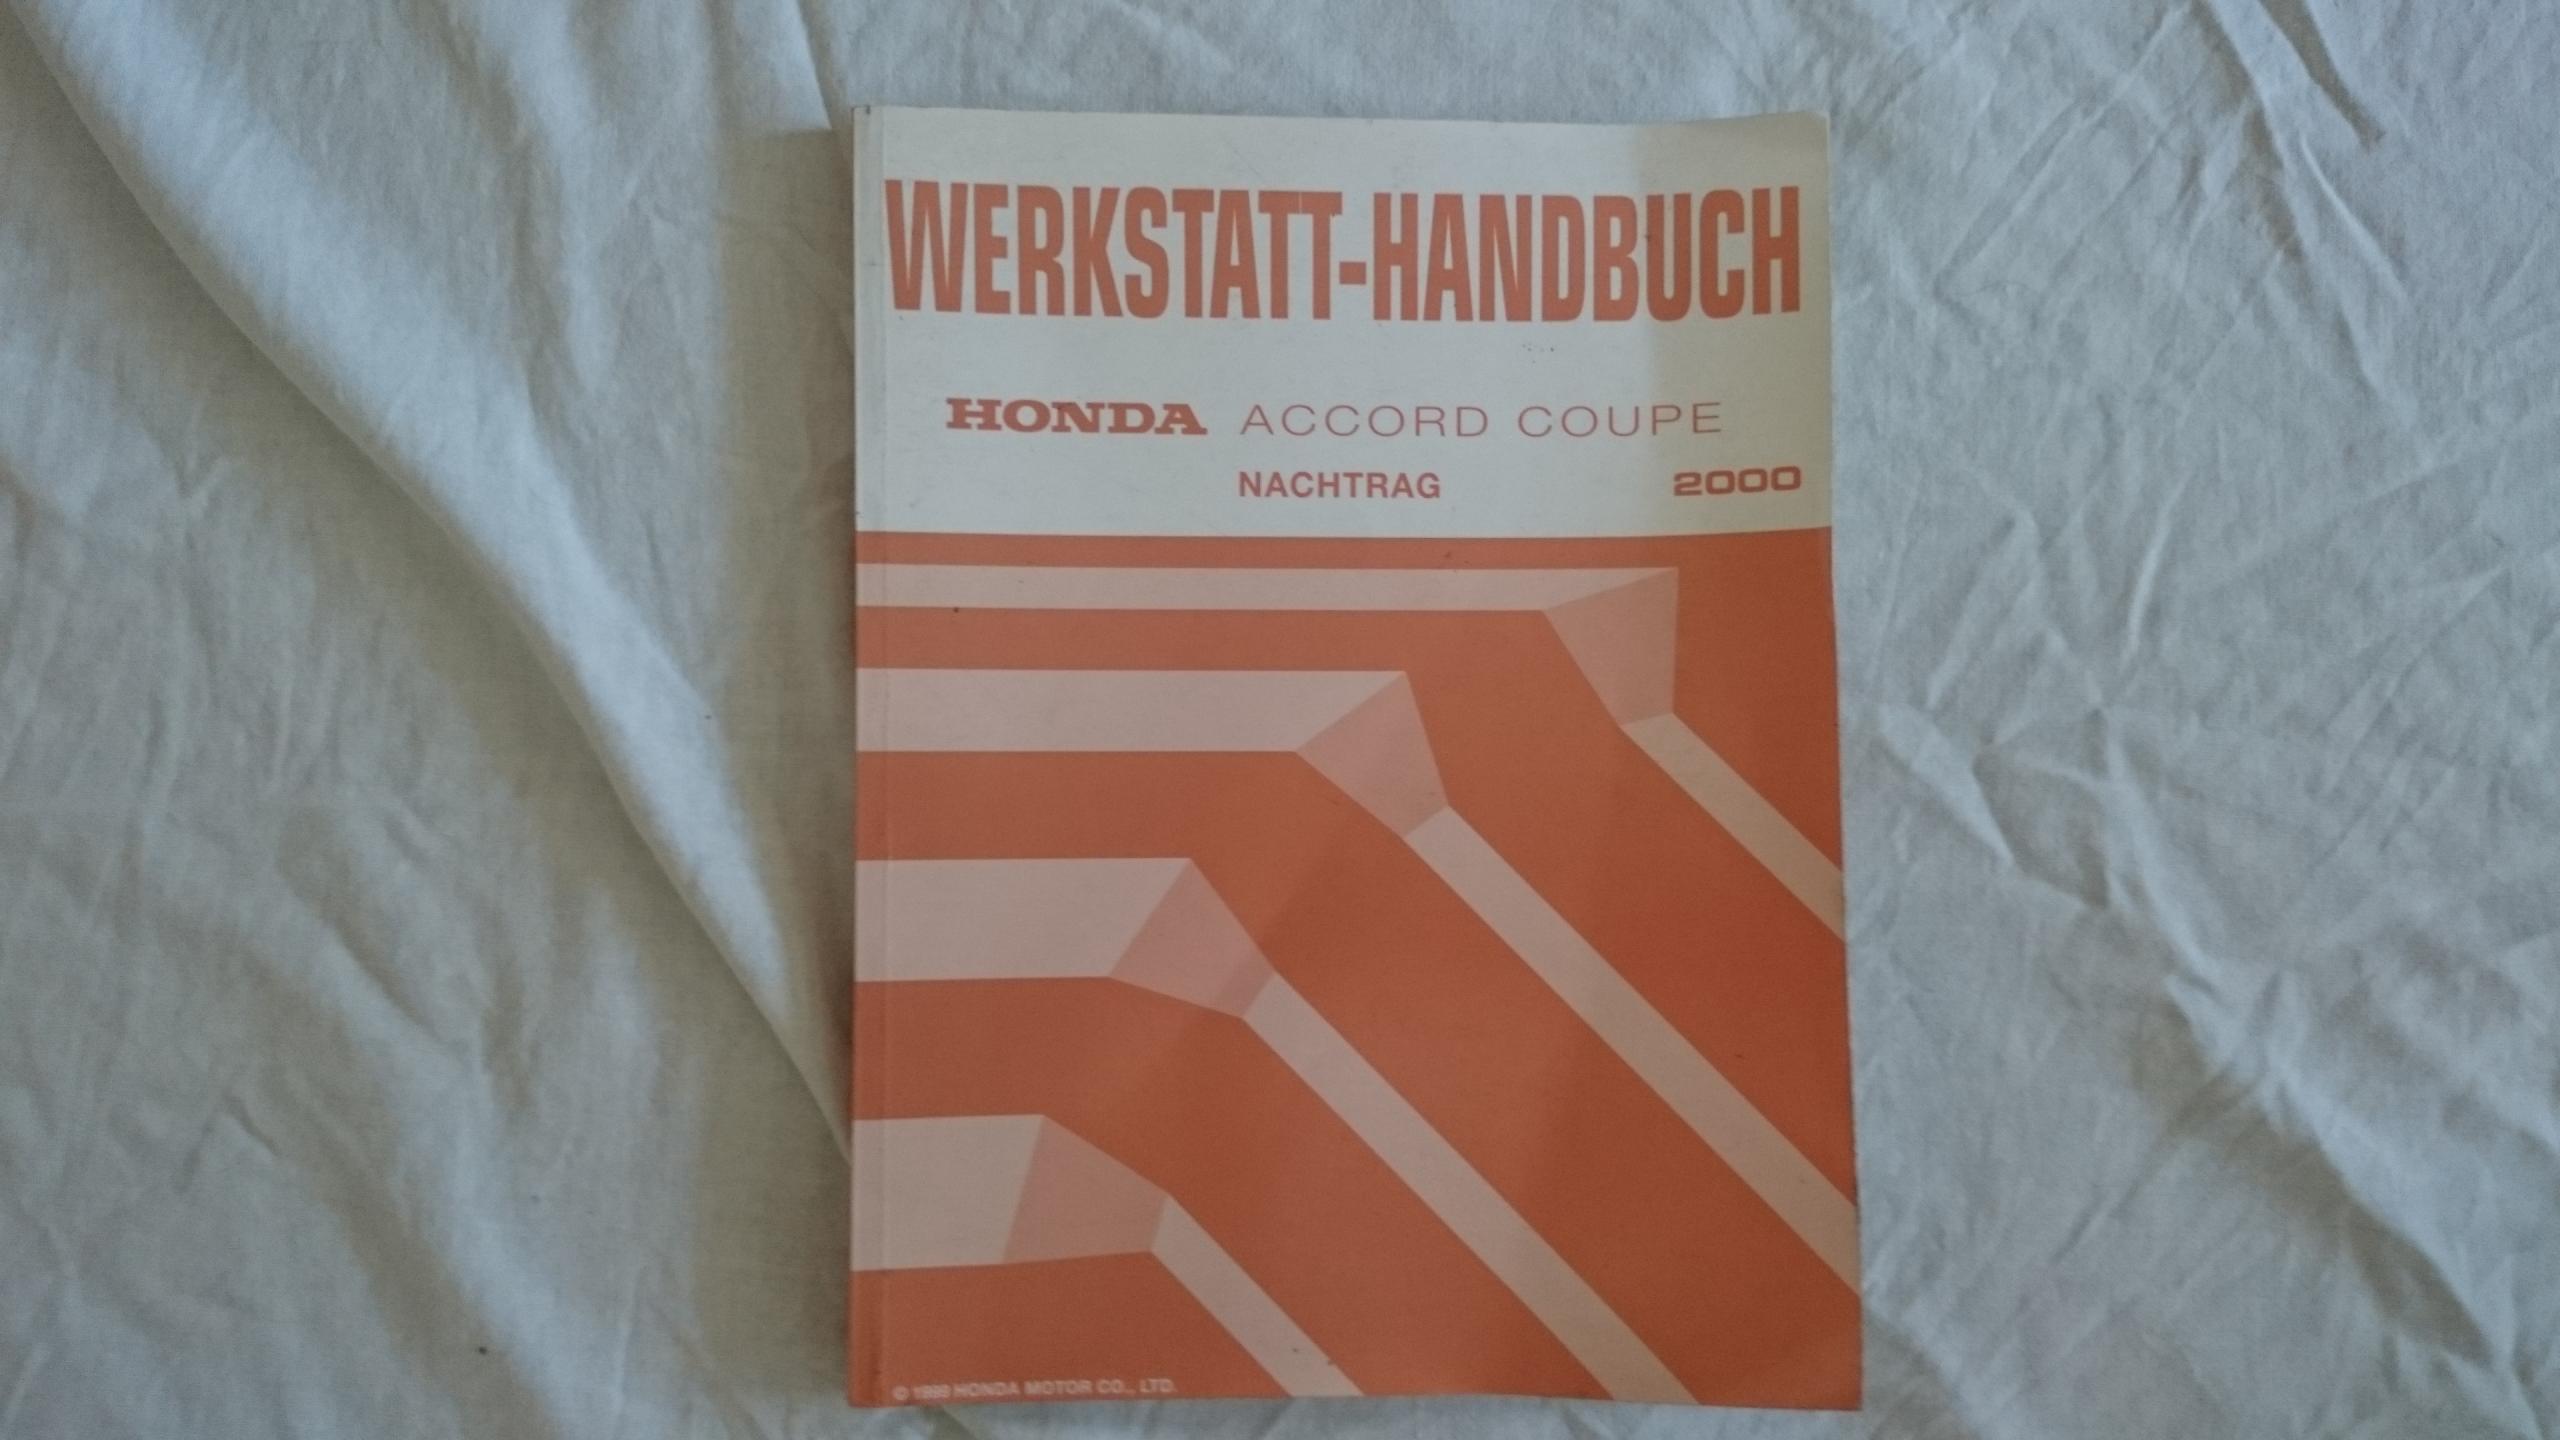 WERKSTATT-HANDBUCH
HONDA ACCORD COUPE
NACHTRAG 2000
© 1999 HONDA MOTOR CO., LTD.